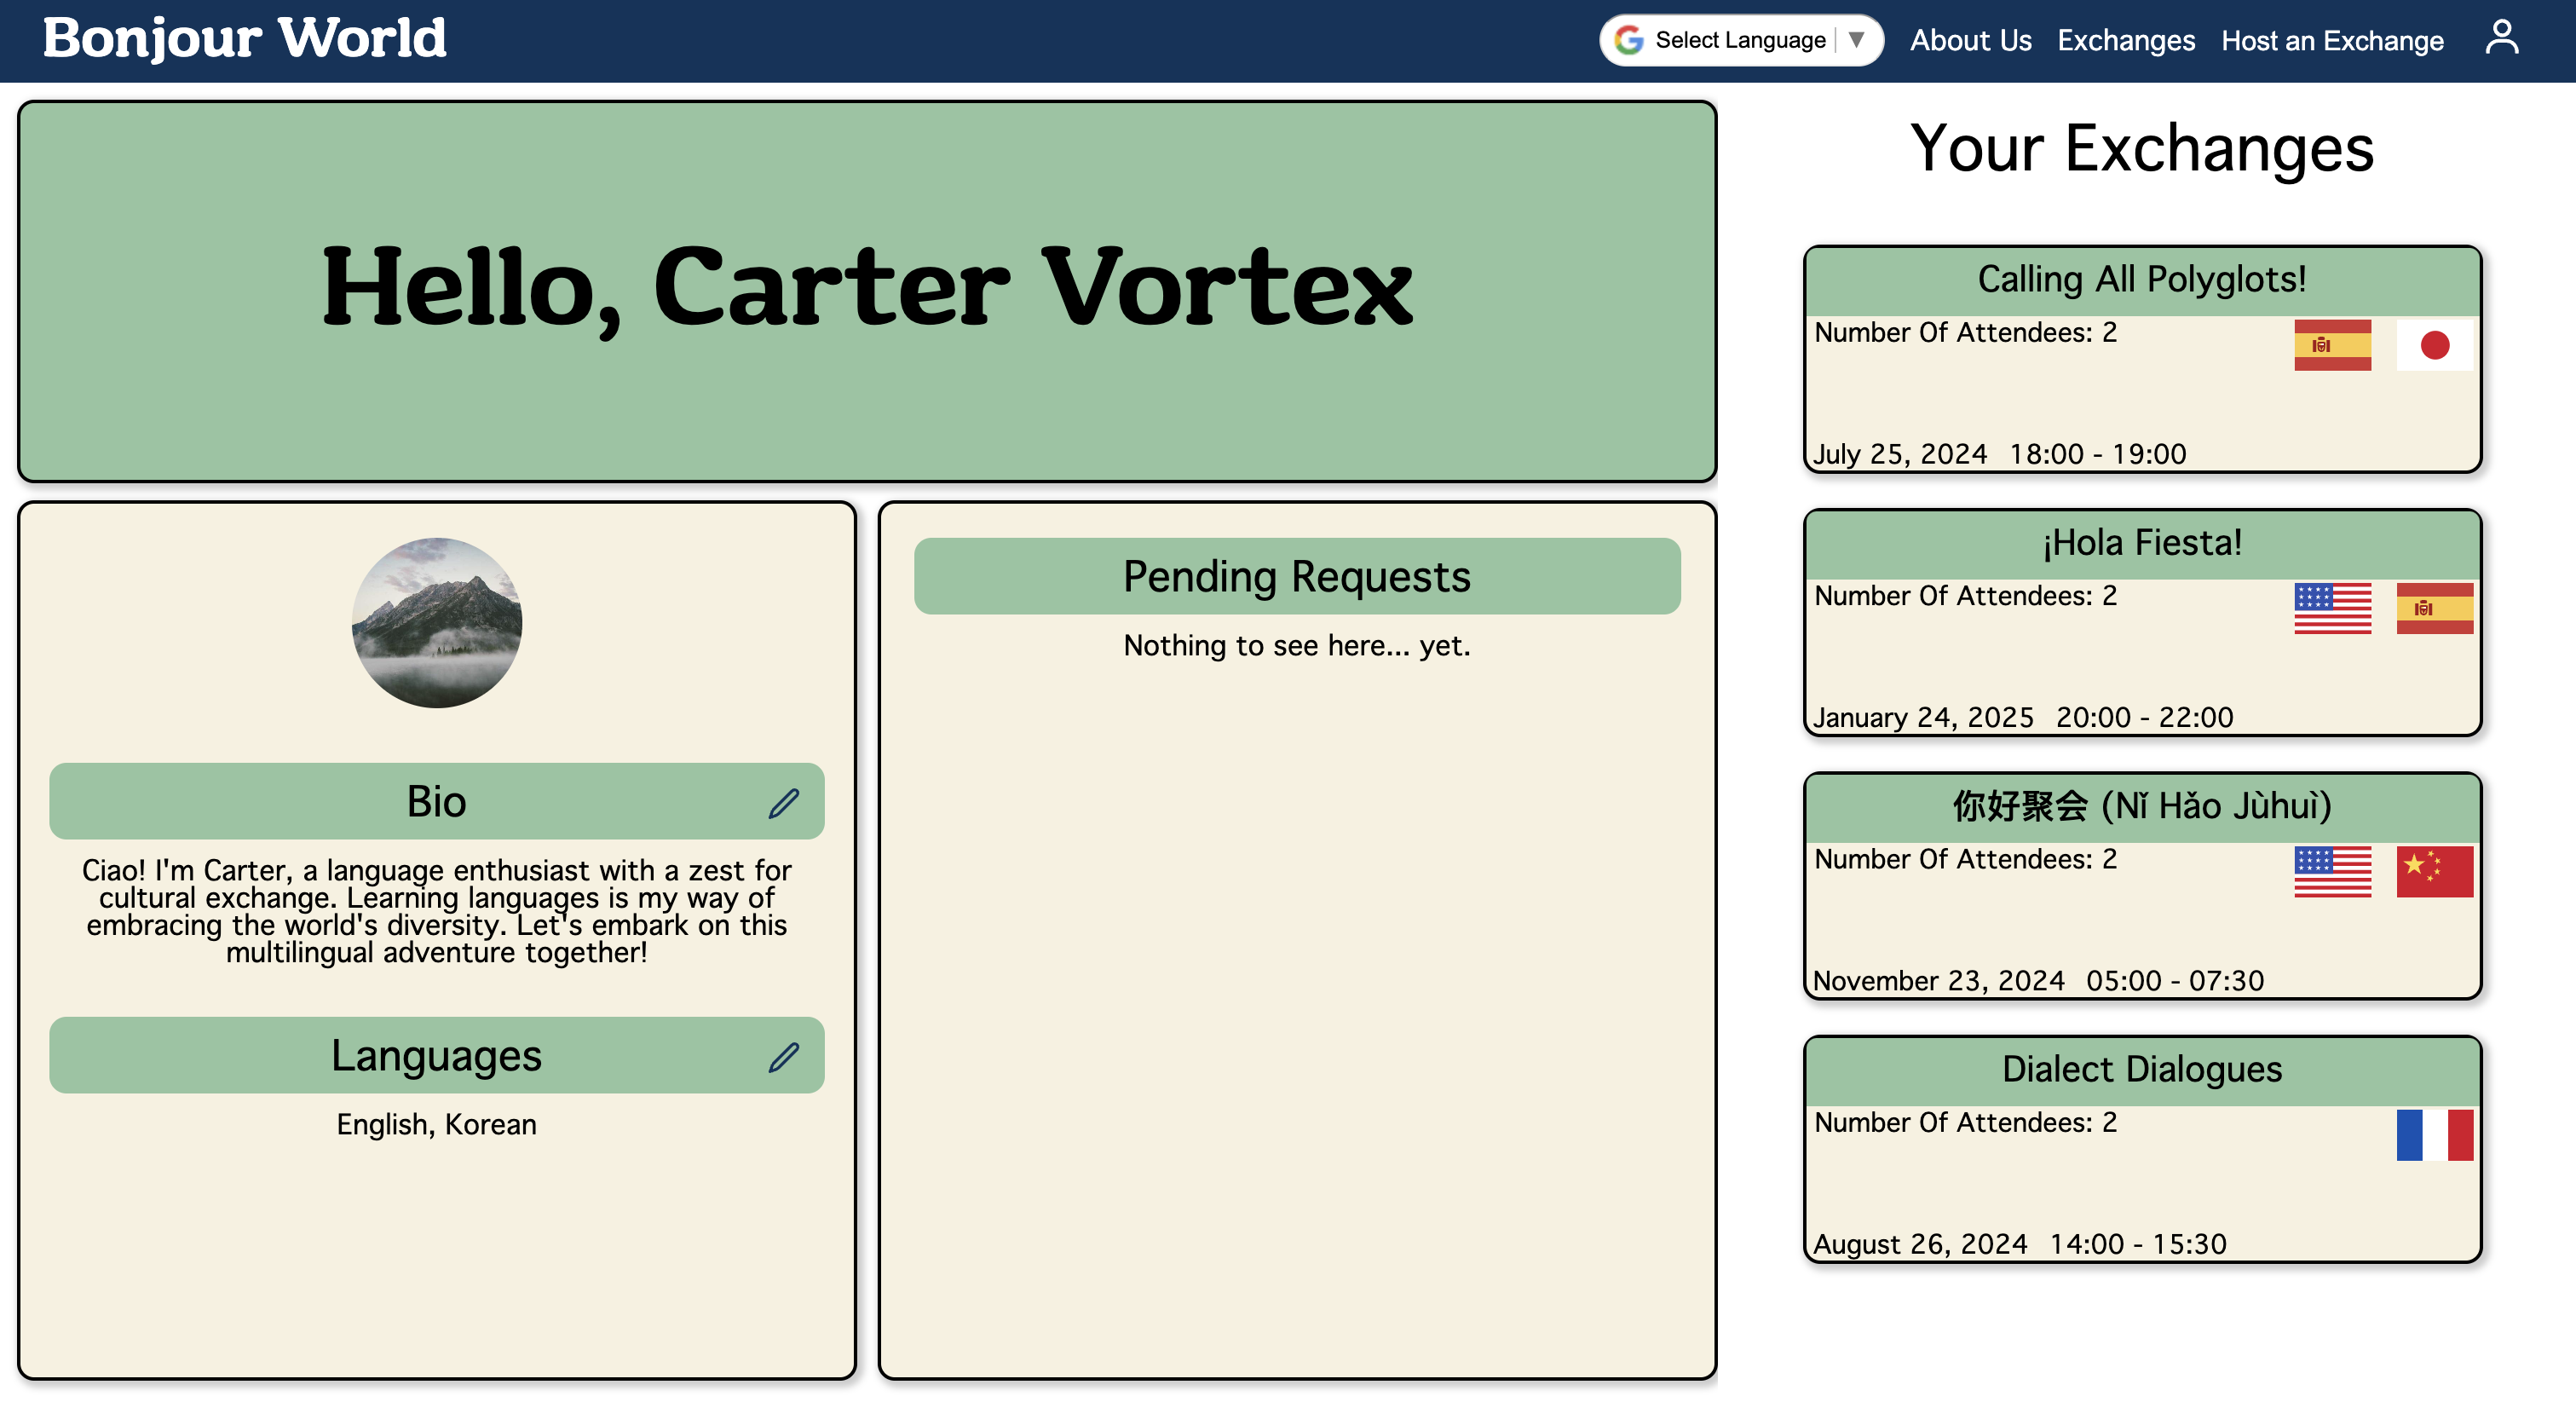 Bonjour World
Select Language ▼
About Us
Exchanges
Host an Exchange
Hello, Carter Vortex
Bio
Ciao! I'm Carter, a language enthusiast with a zest for
cultural exchange. Learning languages is my way of
embracing the world's diversity. Let's embark on this
multilingual adventure together!
Languages
English, Korean
Pending Requests
Nothing to see here... yet.
Your Exchanges
Calling All Polyglots!
Number Of Attendees: 2
July 25, 2024 18:00 - 19:00
¡Hola Fiesta!
Number Of Attendees: 2
January 24, 2025 20:00 - 22:00
你好聚会 (Nǐ Hǎo Jùhuì)
Number Of Attendees: 2
November 23, 2024 05:00 - 07:30
Dialect Dialogues
Number Of Attendees: 2
August 26, 2024 14:00 - 15:30